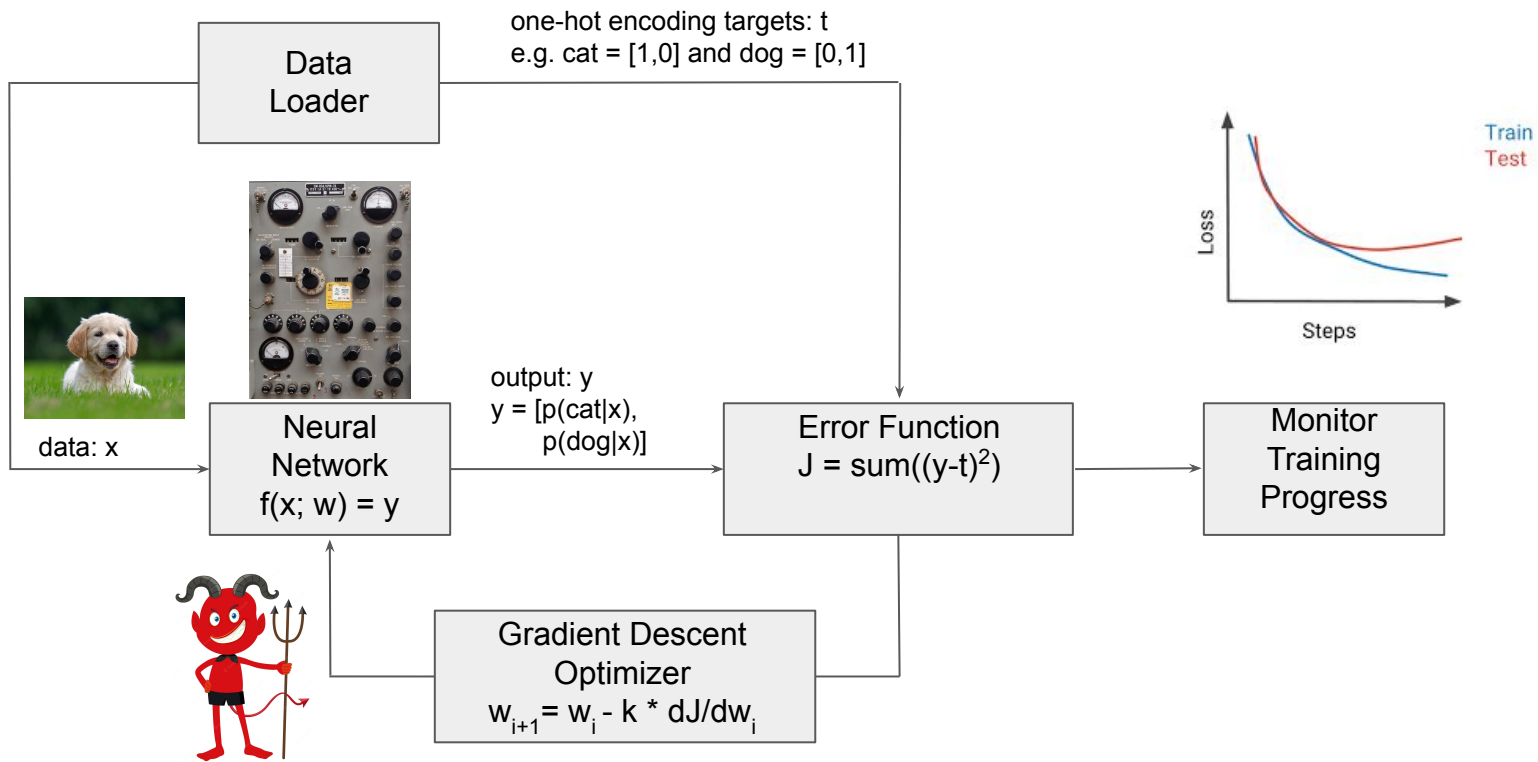 one-hot encoding targets: t
e.g. cat = [1,0] and dog = [0,1]
Data
Loader
Train
Test
Loss
Steps
data: x
output: y
y = [p(cat|x),
p(dog|x)]
Neural
Network
f(x; w) = y
Error Function
J = sum((y-t)²)
Monitor
Training
Progress
Gradient Descent
Optimizer
wᵢ₊₁= wᵢ - k * dJ/dwᵢ